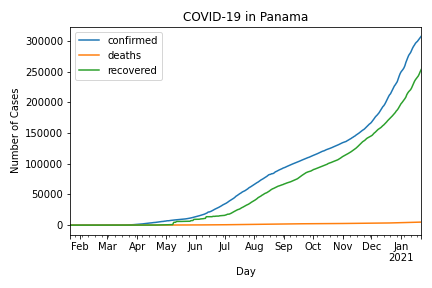 COVID-19 in Panama
confirmed
deaths
recovered
Number of Cases
300000
250000
200000
150000
100000
50000
0
Feb Mar Apr May Jun Jul Aug Sep Oct Nov Dec Jan
2021
Day